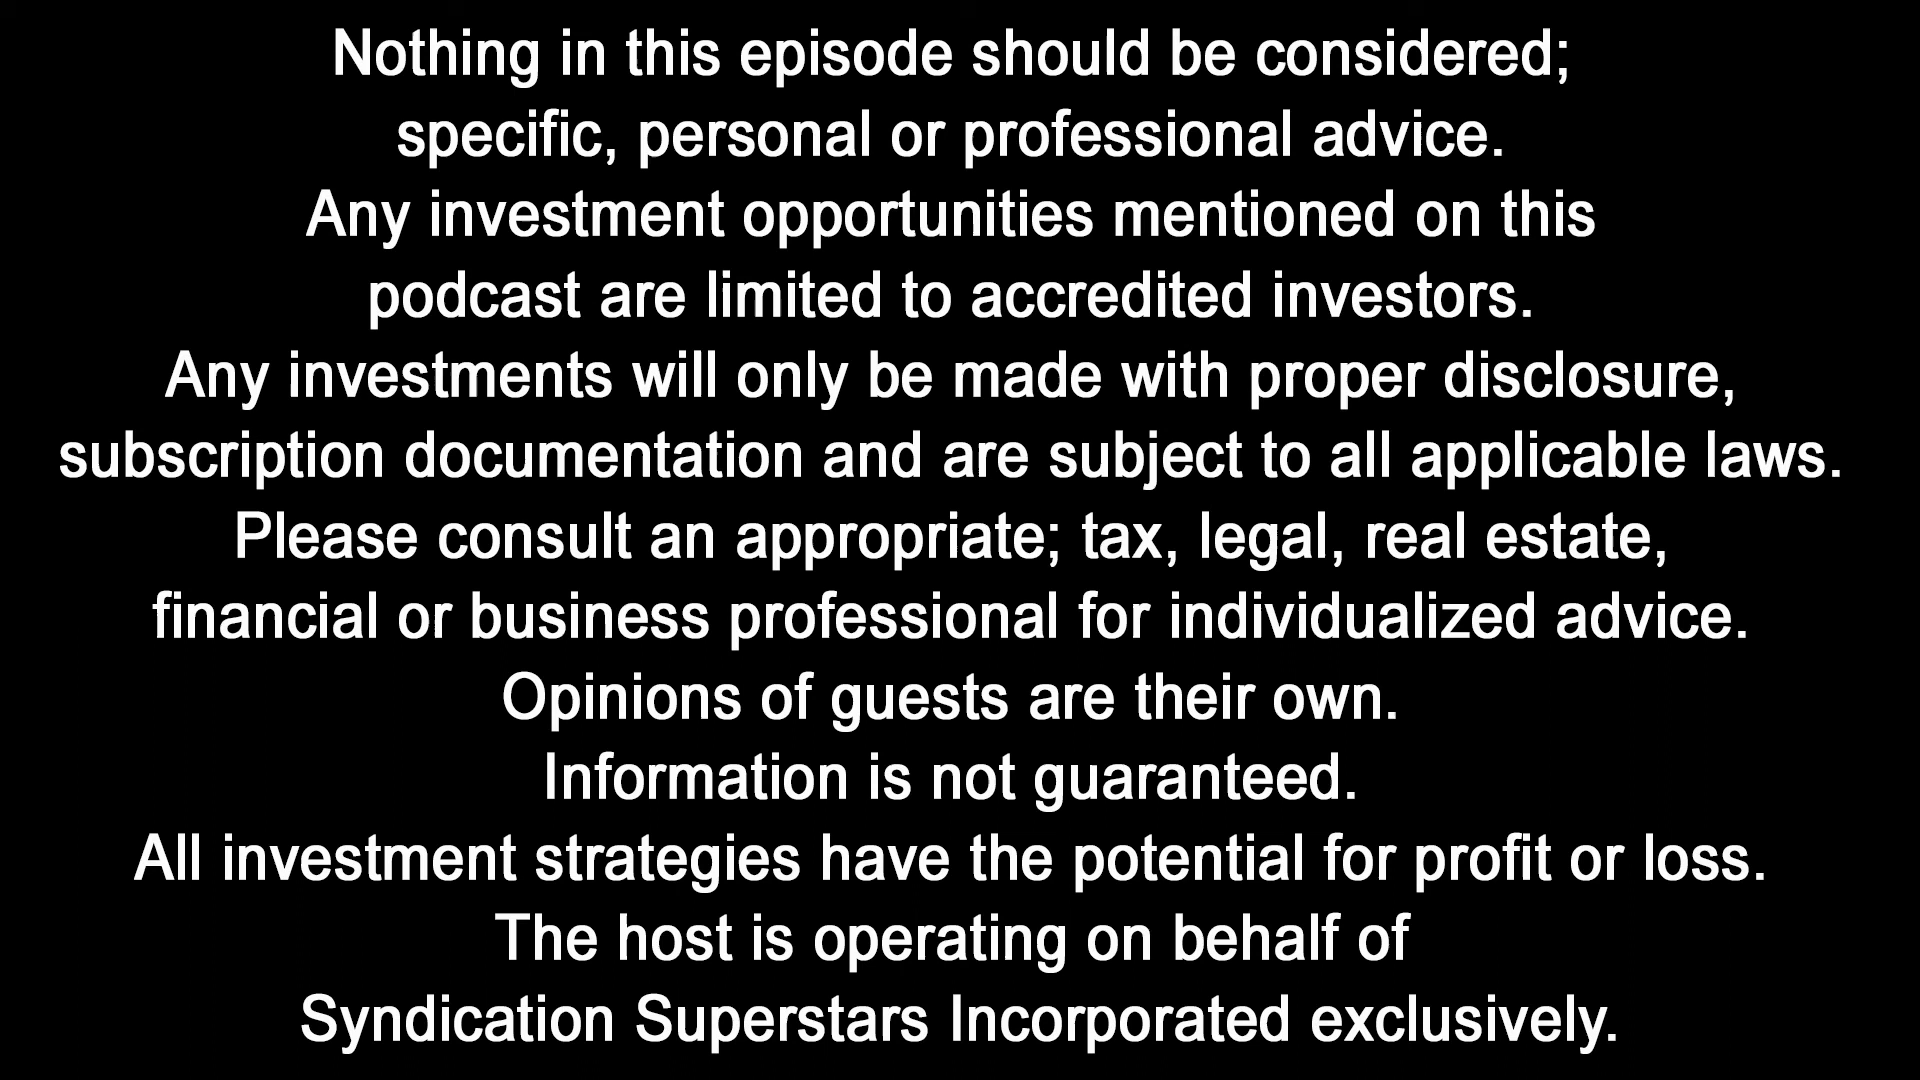 Nothing in this episode should be considered;
specific, personal or professional advice.
Any investment opportunities mentioned on this
podcast are limited to accredited investors.
Any investments will only be made with proper disclosure,
subscription documentation and are subject to all applicable laws.
Please consult an appropriate; tax, legal, real estate,
financial or business professional for individualized advice.
Opinions of guests are their own.
Information is not guaranteed.
All investment strategies have the potential for profit or loss.
The host is operating on behalf of
Syndication Superstars Incorporated exclusively.